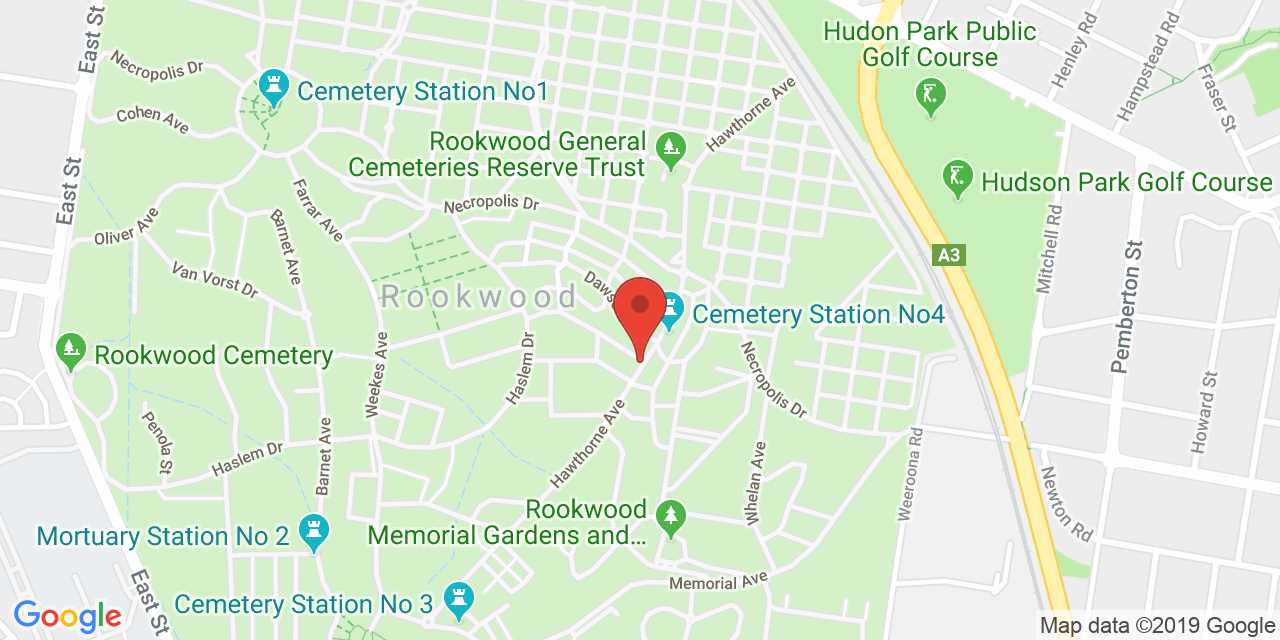 East St
Necropolis Dr
Cohen Ave
Cemetery Station No1
Hudon Park Public
Golf Course
Henley Rd
Hampstead Rd
Fraser St
Hawthorne Ave
Rookwood General
Cemeteries Reserve Trust
East St
Farrar Ave
Necropolis Dr
Hudson Park Golf Course
Oliver Ave
Barnet Ave
Mitchell Rd
A3
Van Vorst Dr
Rookwood
Pemberton St
Cemetery Station No4
Rookwood Cemetery
Weekes Ave
Haslem Dr
Necropolis Dr
Howard St
Penola St
Haslem Dr
Barnet Ave
Hawthorne Ave
Whelan Ave
Weeroona Rd
Newton Rd
Rookwood
Memorial Gardens and...
Mortuary Station No 2
Memorial Ave
Cemetery Station No 3
East St
Google
Map data ©2019 Google